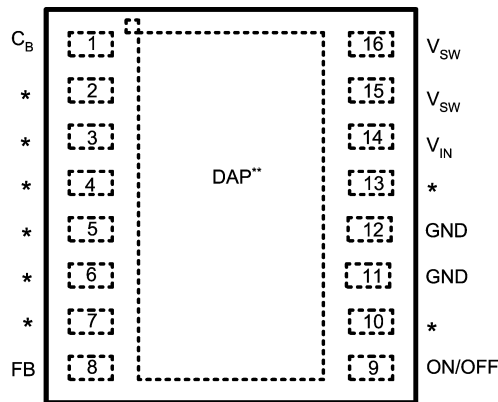 C_B 1 16 V_SW
* 2 15 V_SW
* 3 14 V_IN
* 4 DAP** 13 *
* 5 12 GND
* 6 11 GND
* 7 10 *
FB 8 9 ON/OFF